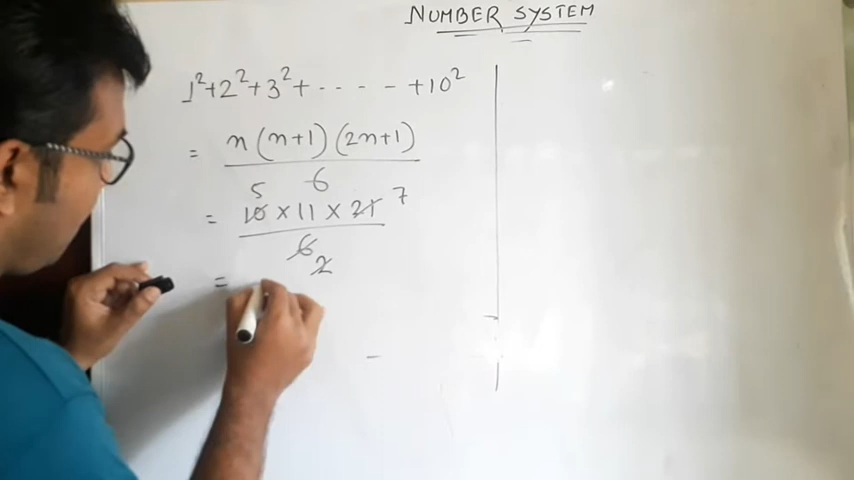 NUMBER SYSTEM
1²+2²+3²+ - - - - - +10²
= n(n+1)(2n+1)
6
5
= 10 × 11 × 21 7
6
2
=